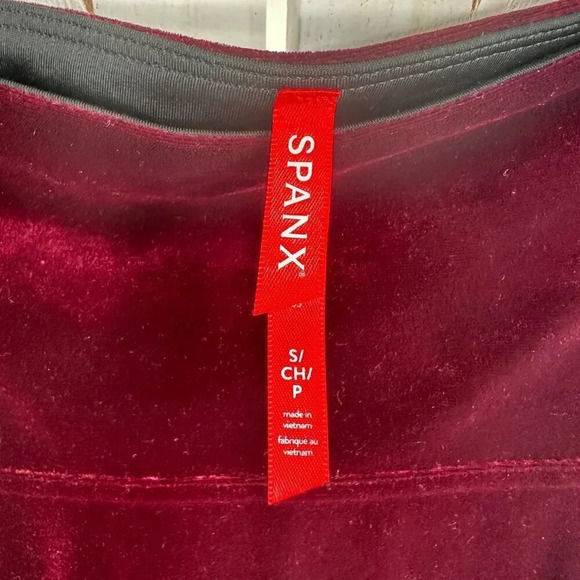 SPANX®
S/
CH/
P
made in
vietnam
fabriqué au
vietnam